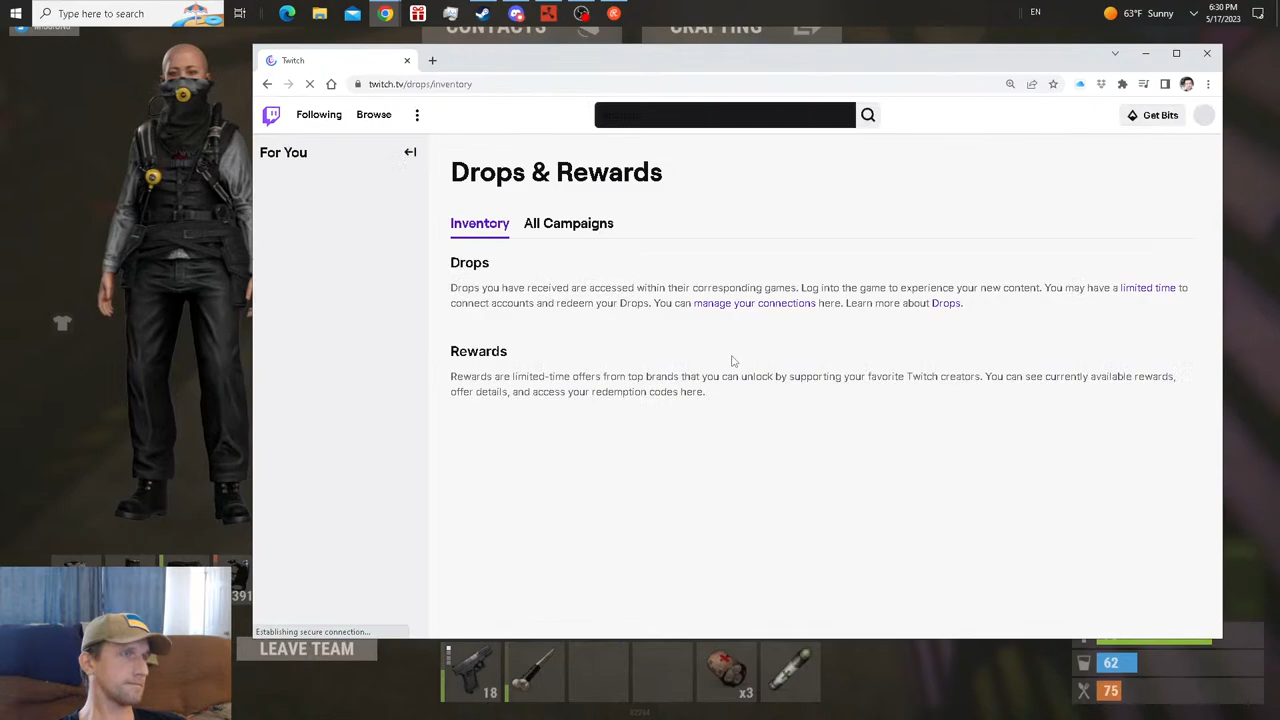 Type here to search
EN
63°F Sunny
6:30 PM
5/17/2023
CONTACTS
CRAFTING
Twitch
twitch.tv/drops/inventory
Following
Browse
Get Bits
For You
Drops & Rewards
Inventory
All Campaigns
Drops
Drops you have received are accessed within their corresponding games. Log into the game to experience your new content. You may have a limited time to
connect accounts and redeem your Drops. You can manage your connections here. Learn more about Drops.
Rewards
Rewards are limited-time offers from top brands that you can unlock by supporting your favorite Twitch creators. You can see currently available rewards,
offer details, and access your redemption codes here.
391
Establishing secure connection...
LEAVE TEAM
18
x3
62
75